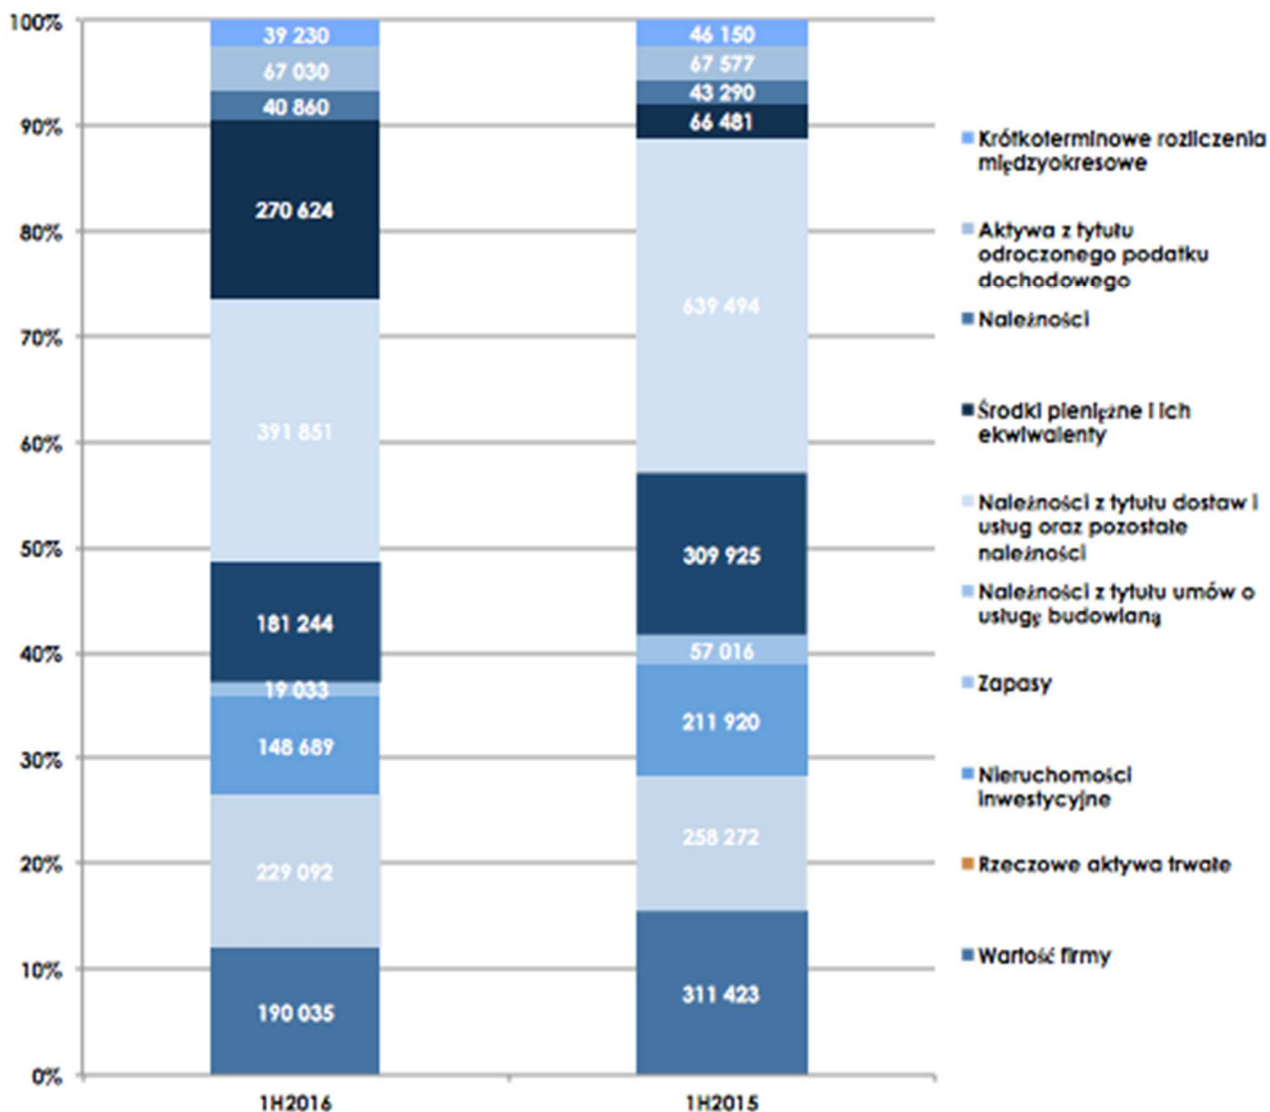 100%
90%
80%
70%
60%
50%
40%
30%
20%
10%
0%
39 230
67 030
40 860
270 624
391 851
181 244
19 033
148 689
229 092
190 035
46 150
67 577
43 290
66 481
639 494
309 925
57 016
211 920
258 272
311 423
1H2016
1H2015
Krótkoterminowe rozliczenia
międzyokresowe
Aktywa z tytułu
odroczonego podatku
dochodowego
Należności
Środki pieniężne i ich
ekwiwalenty
Należności z tytułu dostaw i
usług oraz pozostałe
należności
Należności z tytułu umów o
usługę budowlaną
Zapasy
Nieruchomości
inwestycyjne
Rzeczowe aktywa trwałe
Wartość firmy